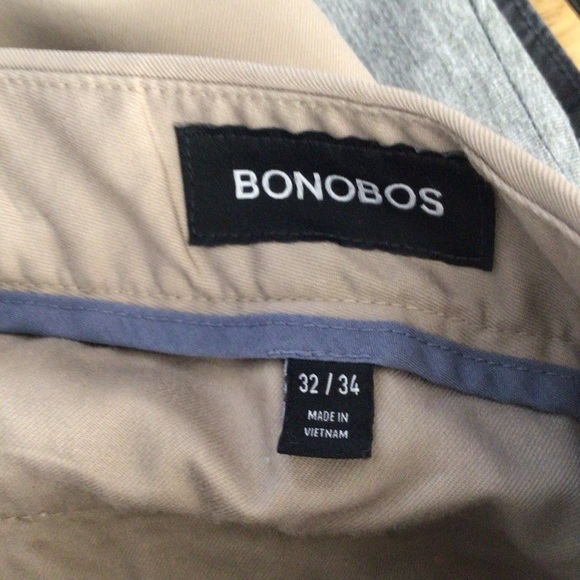 BONOBOS
32 / 34
MADE IN
VIETNAM